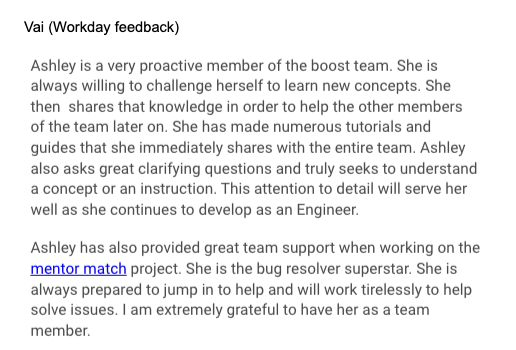 Vai (Workday feedback)
Ashley is a very proactive member of the boost team. She is
always willing to challenge herself to learn new concepts. She
then  shares that knowledge in order to help the other members
of the team later on. She has made numerous tutorials and
guides that she immediately shares with the entire team. Ashley
also asks great clarifying questions and truly seeks to understand
a concept or an instruction. This attention to detail will serve her
well as she continues to develop as an Engineer.
Ashley has also provided great team support when working on the
mentor match project. She is the bug resolver superstar. She is
always prepared to jump in to help and will work tirelessly to help
solve issues. I am extremely grateful to have her as a team
member.